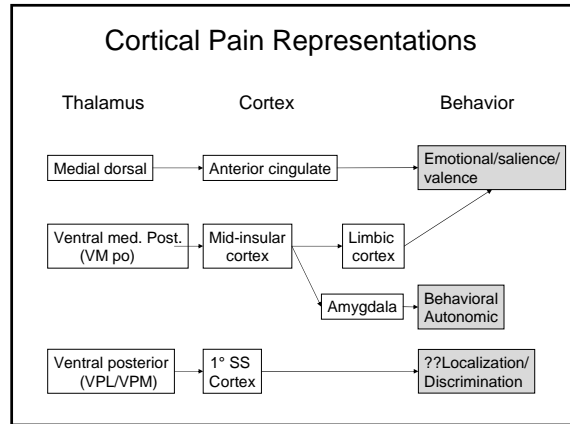 Cortical Pain Representations
Thalamus
Cortex
Behavior
Medial dorsal
Anterior cingulate
Emotional/salience/
valence
Ventral med. Post.
(VM po)
Mid-insular
cortex
Limbic
cortex
Amygdala
Behavioral
Autonomic
Ventral posterior
(VPL/VPM)
1° SS
Cortex
??Localization/
Discrimination